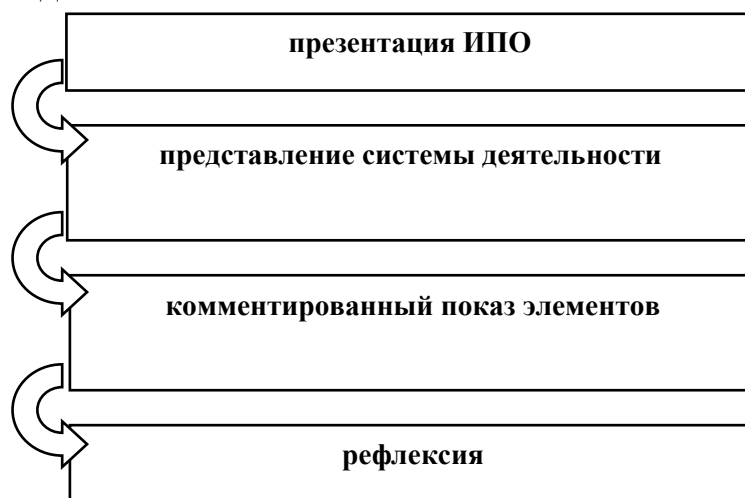 презентация ИПО
представление системы деятельности
комментированный показ элементов
рефлексия